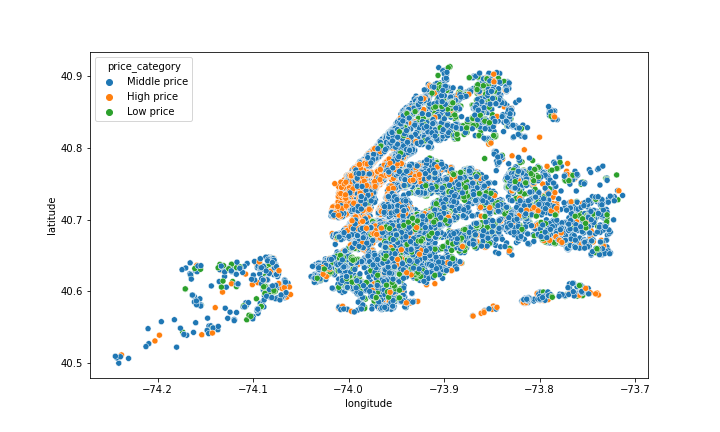 price_category
Middle price
High price
Low price
40.9
40.8
40.7
40.6
40.5
latitude
−74.2 −74.1 −74.0 −73.9 −73.8 −73.7
longitude